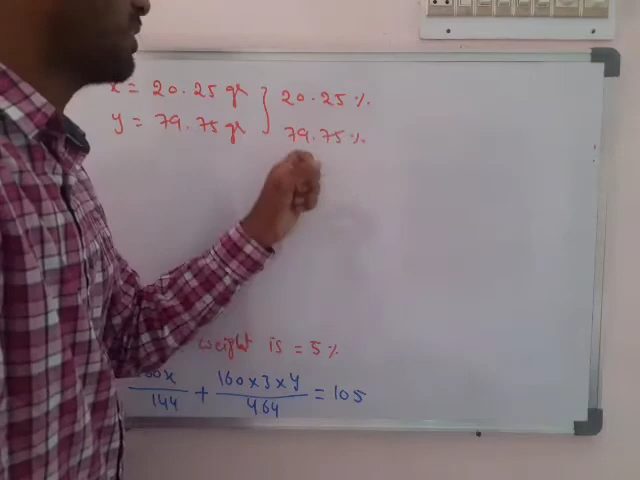 x = 20.25 gr } 20.25 %
y = 79.75 gr 79.75 %
weight is = 5 %
x/144 + 160 x 3 x y/464 = 105